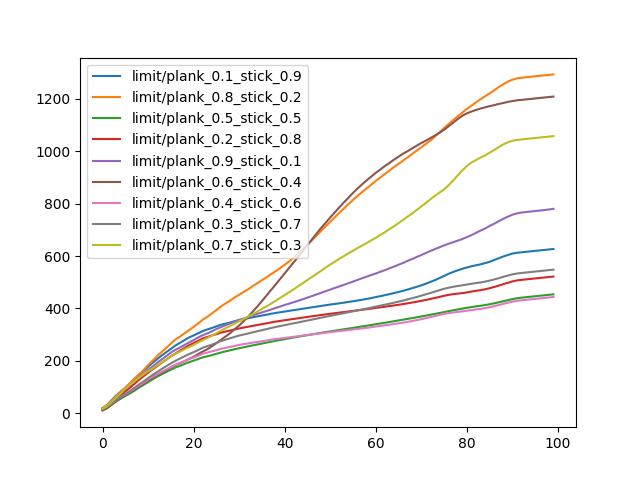 limit/plank_0.1_stick_0.9
limit/plank_0.8_stick_0.2
limit/plank_0.5_stick_0.5
limit/plank_0.2_stick_0.8
limit/plank_0.9_stick_0.1
limit/plank_0.6_stick_0.4
limit/plank_0.4_stick_0.6
limit/plank_0.3_stick_0.7
limit/plank_0.7_stick_0.3
1200
1000
800
600
400
200
0
0 20 40 60 80 100